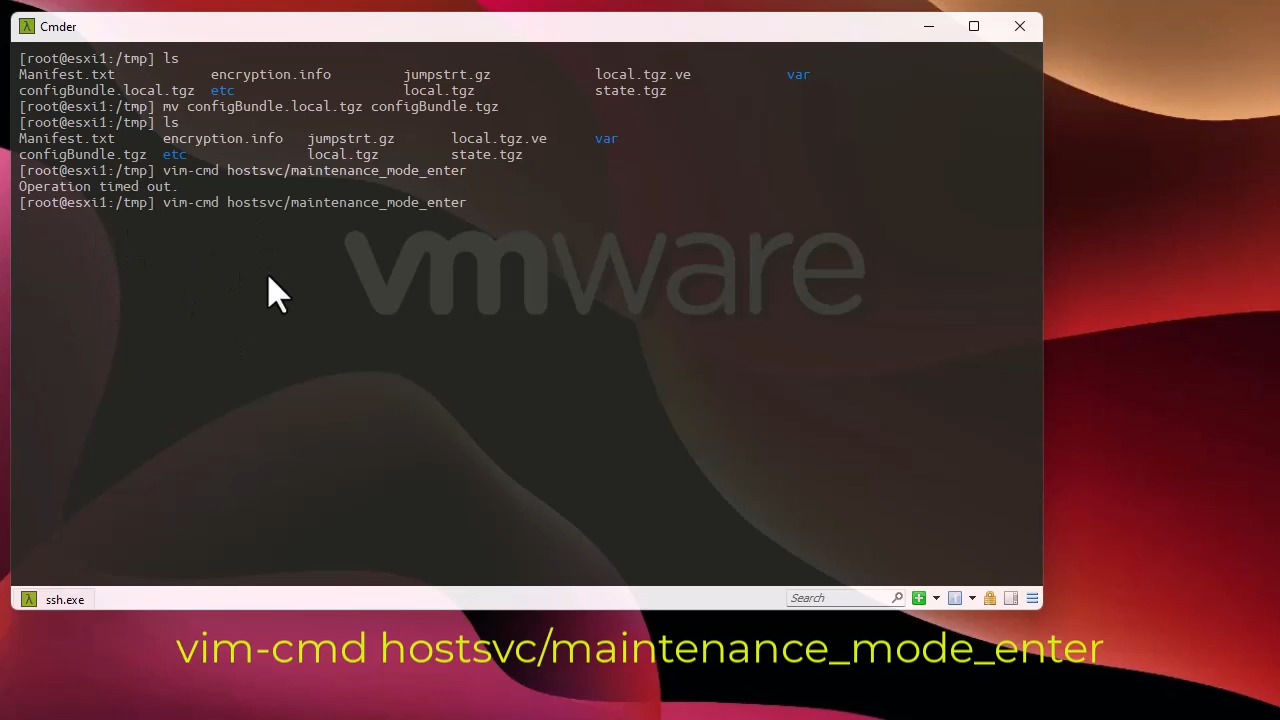 Cmder
[root@esxi1:/tmp] ls
Manifest.txt            encryption.info         jumpstrt.gz             local.tgz.ve            var
configBundle.local.tgz  etc                     local.tgz               state.tgz
[root@esxi1:/tmp] mv configBundle.local.tgz configBundle.tgz
[root@esxi1:/tmp] ls
Manifest.txt      encryption.info   jumpstrt.gz       local.tgz.ve      var
configBundle.tgz  etc               local.tgz         state.tgz
[root@esxi1:/tmp] vim-cmd hostsvc/maintenance_mode_enter
Operation timed out.
[root@esxi1:/tmp] vim-cmd hostsvc/maintenance_mode_enter
vmware
ssh.exe
Search
vim-cmd hostsvc/maintenance_mode_enter